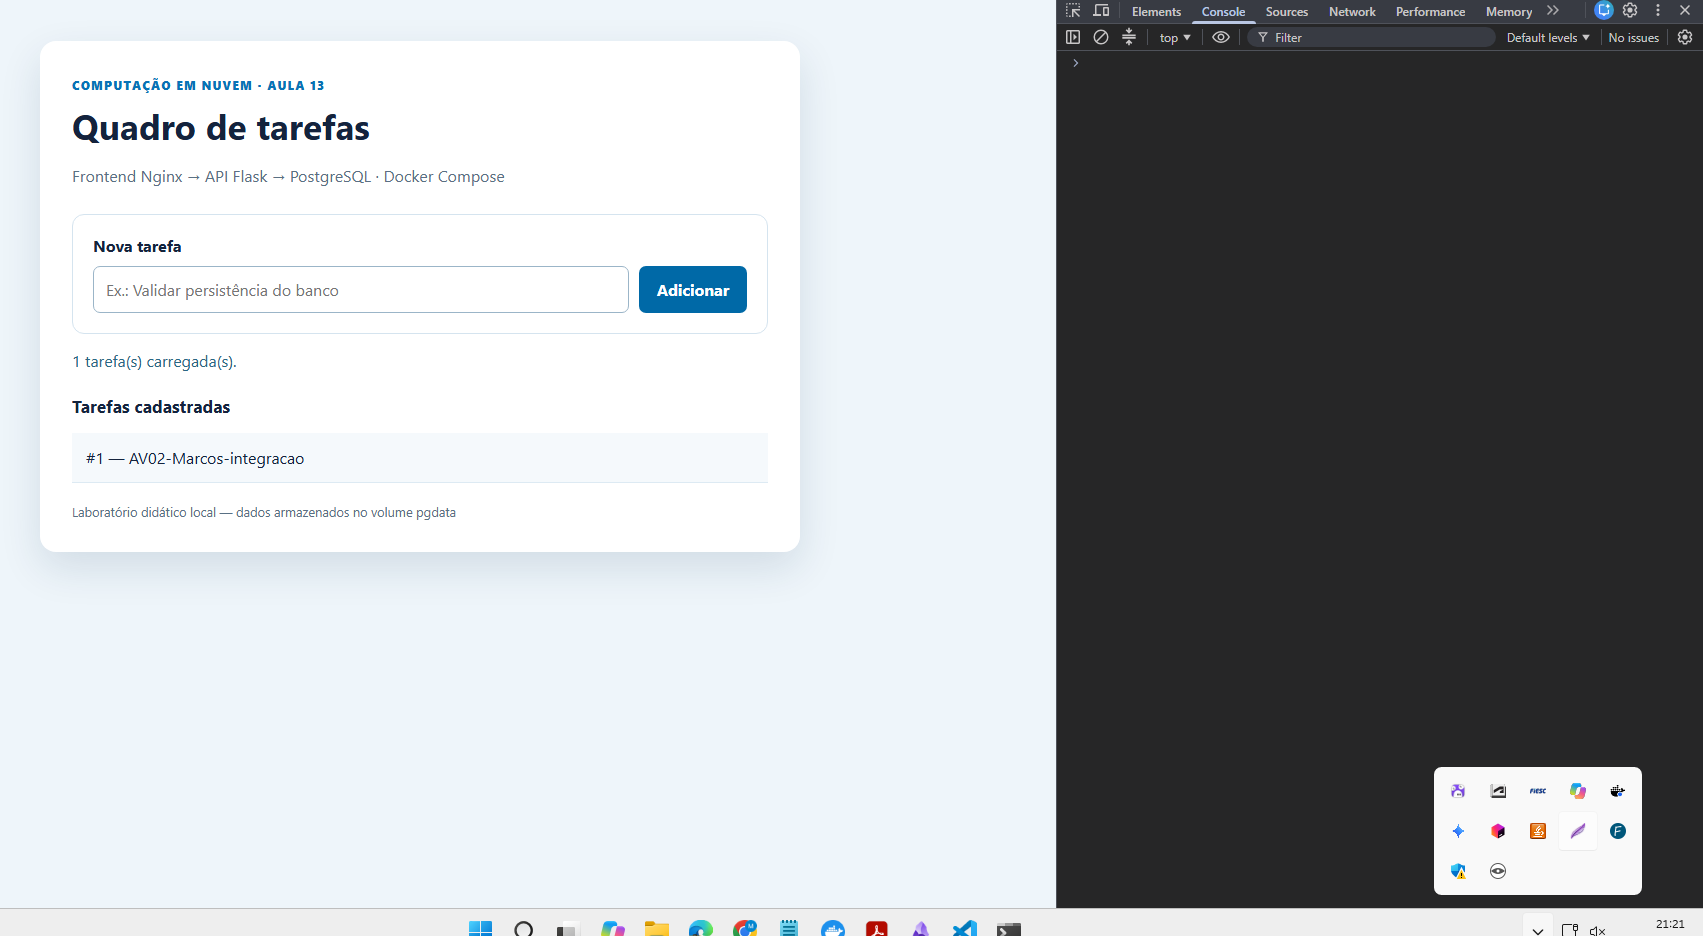 COMPUTAÇÃO EM NUVEM · AULA 13
Quadro de tarefas
Frontend Nginx → API Flask → PostgreSQL · Docker Compose
Nova tarefa
Ex.: Validar persistência do banco
Adicionar
1 tarefa(s) carregada(s).
Tarefas cadastradas
#1 — AV02-Marcos-integracao
Laboratório didático local — dados armazenados no volume pgdata
Elements Console Sources Network Performance Memory
top Filter Default levels No issues
FIESC
21:21